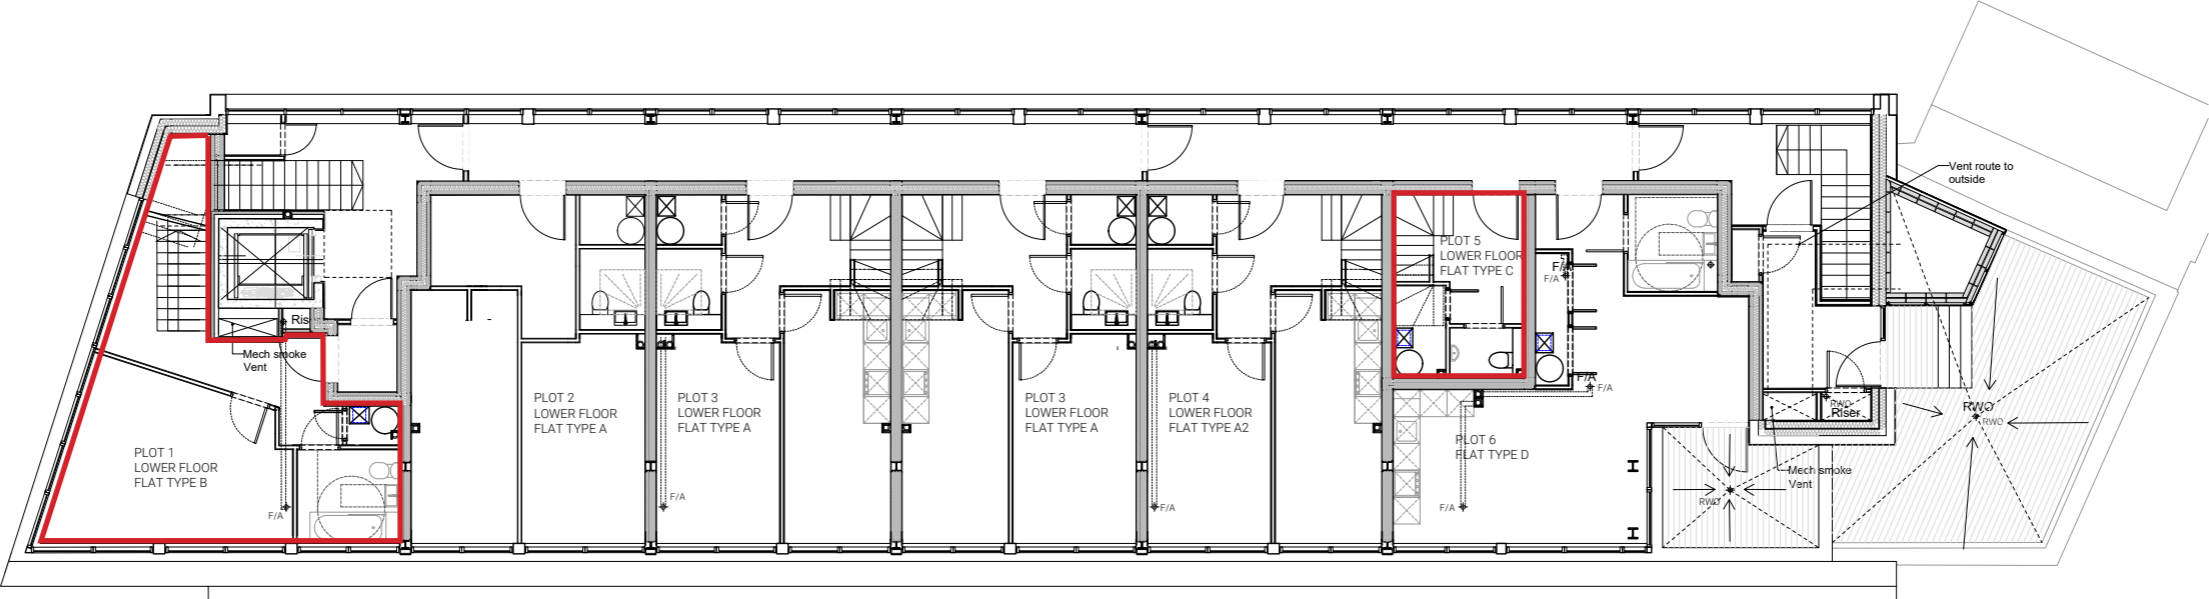 Vent route to
outside
PLOT 5
LOWER FLOOR
FLAT TYPE C
F/A
F/A
Mech smoke
Vent
F/A
F/A
PLOT 2
LOWER FLOOR
FLAT TYPE A
PLOT 3
LOWER FLOOR
FLAT TYPE A
PLOT 3
LOWER FLOOR
FLAT TYPE A
PLOT 4
LOWER FLOOR
FLAT TYPE A2
RWO
Riser
RWO
RWO
PLOT 1
LOWER FLOOR
FLAT TYPE B
PLOT 6
FLAT TYPE D
Mech smoke
Vent
F/A
F/A
F/A
F/A
RWO